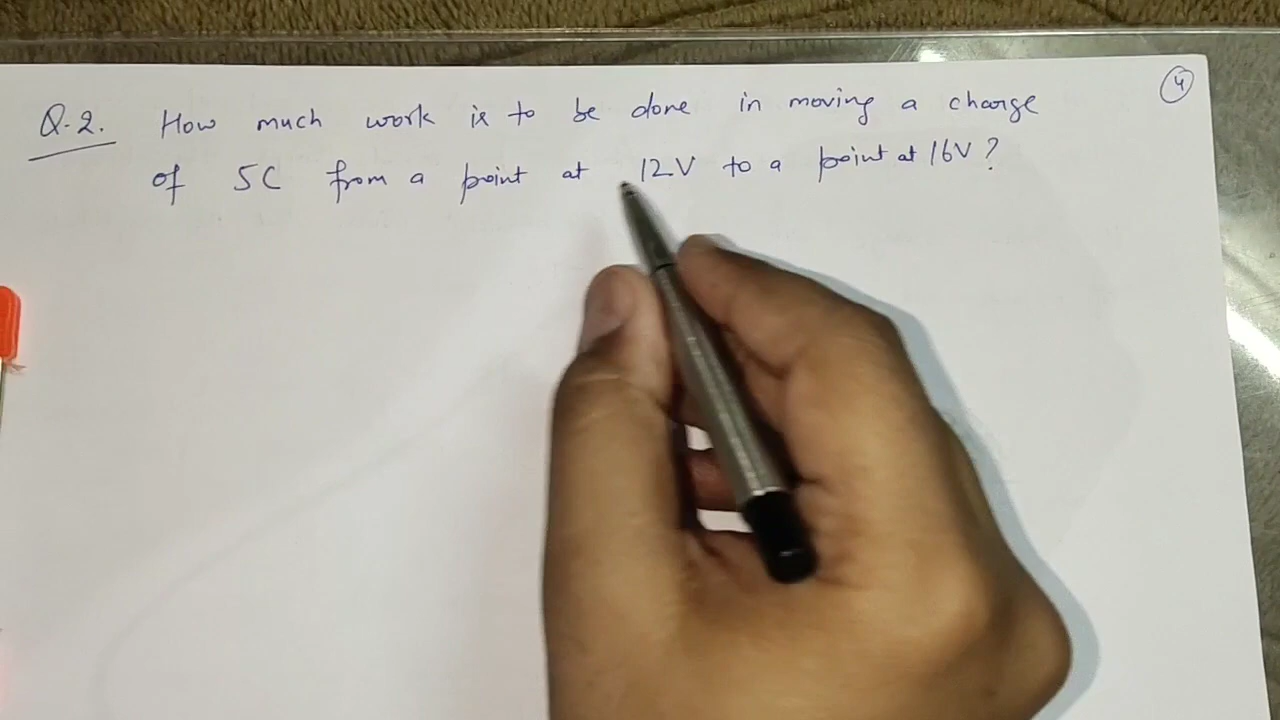 4
Q.2. How much work is to be done in moving a charge
of 5C from a point at 12V to a point at 16V?